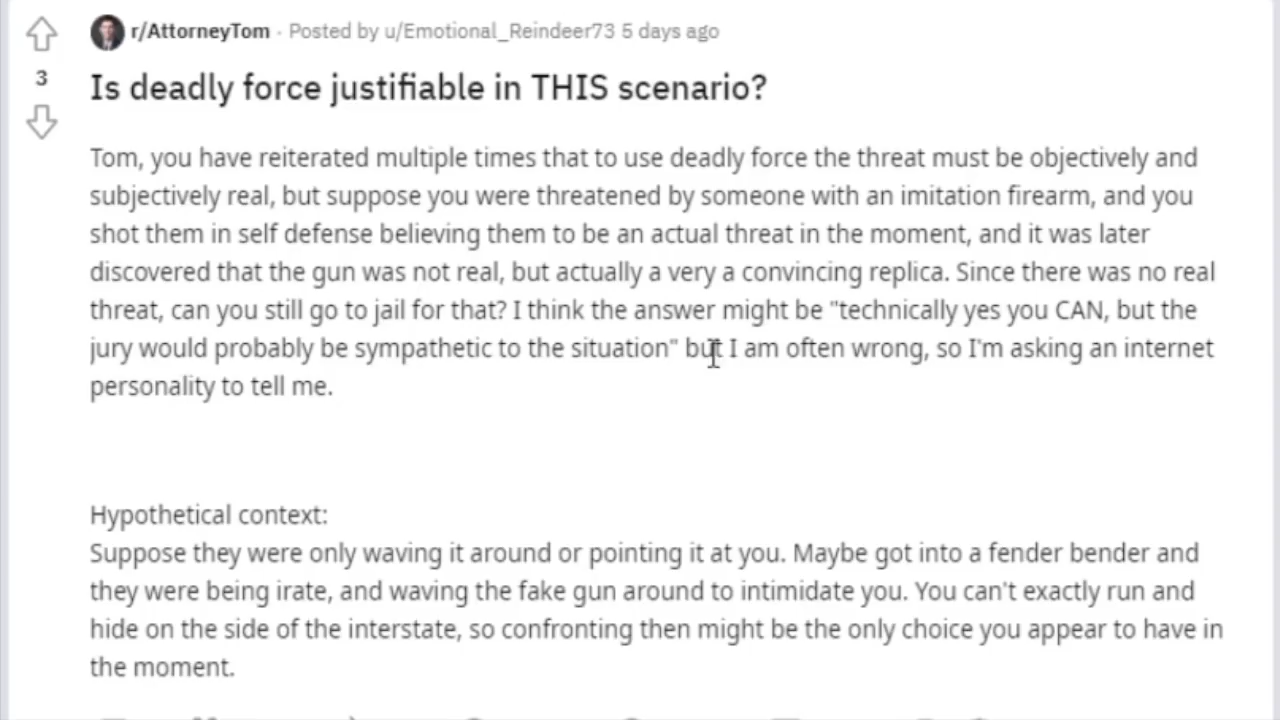 r/AttorneyTom · Posted by u/Emotional_Reindeer73 5 days ago
3
Is deadly force justifiable in THIS scenario?
Tom, you have reiterated multiple times that to use deadly force the threat must be objectively and
subjectively real, but suppose you were threatened by someone with an imitation firearm, and you
shot them in self defense believing them to be an actual threat in the moment, and it was later
discovered that the gun was not real, but actually a very a convincing replica. Since there was no real
threat, can you still go to jail for that? I think the answer might be "technically yes you CAN, but the
jury would probably be sympathetic to the situation" but I am often wrong, so I'm asking an internet
personality to tell me.
Hypothetical context:
Suppose they were only waving it around or pointing it at you. Maybe got into a fender bender and
they were being irate, and waving the fake gun around to intimidate you. You can't exactly run and
hide on the side of the interstate, so confronting then might be the only choice you appear to have in
the moment.